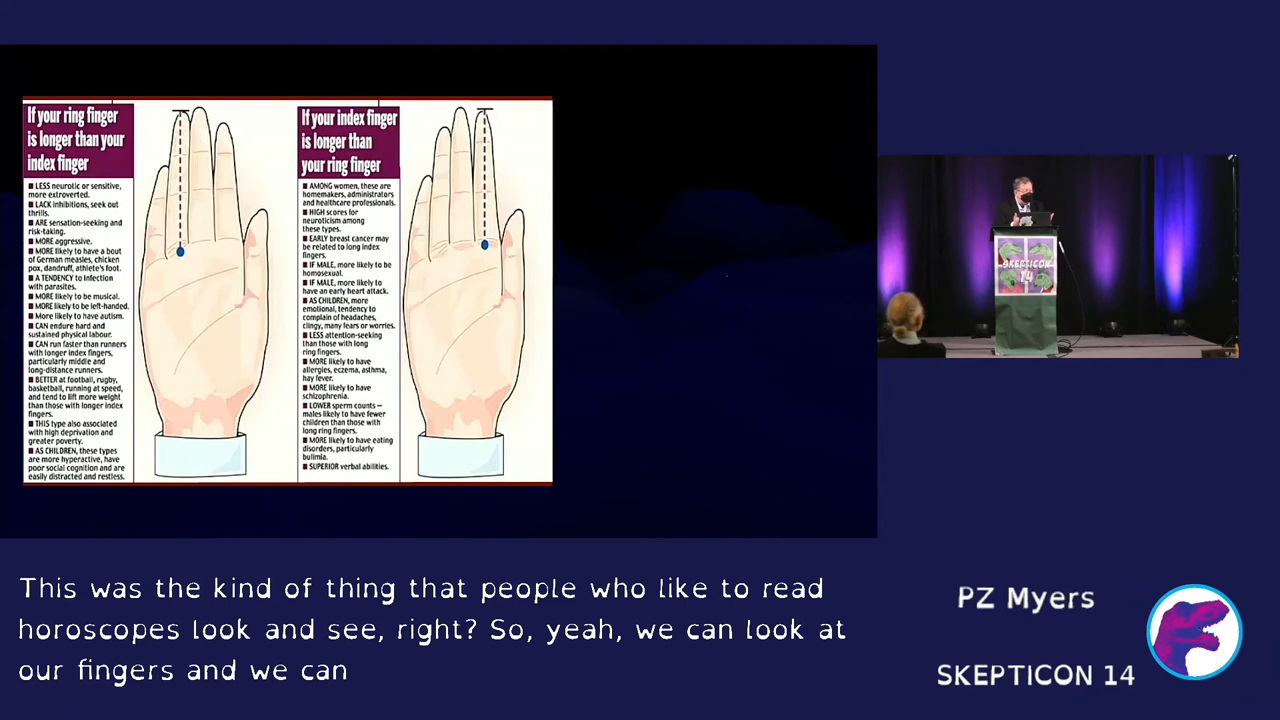 If your ring finger
is longer than your
index finger
■ LESS neurotic or sensitive,
more extroverted.
■ LACK inhibitions, seek out
thrills.
■ ARE sensation-seeking and
risk-taking.
■ MORE aggressive.
■ MORE likely to have a bout
of German measles, chicken
pox, dandruff, athlete's foot.
■ A TENDENCY to infection
with parasites.
■ MORE likely to be musical.
■ MORE likely to be left-handed.
■ More likely to have autism.
■ CAN endure hard and
sustained physical labour.
■ CAN run faster than runners
with longer index fingers,
particularly middle and
long-distance runners.
■ BETTER at football, rugby,
basketball, running at speed,
and tend to lift more weight
than those with longer index
fingers.
■ THIS type also associated
with high deprivation and
greater poverty.
■ AS CHILDREN, these types
are more hyperactive, have
poor social cognition and are
easily distracted and restless.
If your index finger
is longer than
your ring finger
■ AMONG women, these are
homemakers, administrators
and healthcare professionals.
■ HIGH scores for
neuroticism among
these types.
■ EARLY breast cancer may
be related to long index
fingers.
■ IF MALE, more likely to be
homosexual.
■ IF MALE, more likely to
have an early heart attack.
■ AS CHILDREN, more
emotional, tendency to
complain of headaches,
clingy, many fears or worries.
■ LESS attention-seeking
than those with long
ring fingers.
■ MORE likely to have
allergies, eczema, asthma,
hay fever.
■ MORE likely to have
schizophrenia.
■ LOWER sperm counts –
males likely to have fewer
children than those with
long ring fingers.
■ MORE likely to have eating
disorders, particularly
bulimia.
■ SUPERIOR verbal abilities.
SKEPTICON
14
This was the kind of thing that people who like to read
horoscopes look and see, right? So, yeah, we can look at
our fingers and we can
PZ Myers
SKEPTICON 14